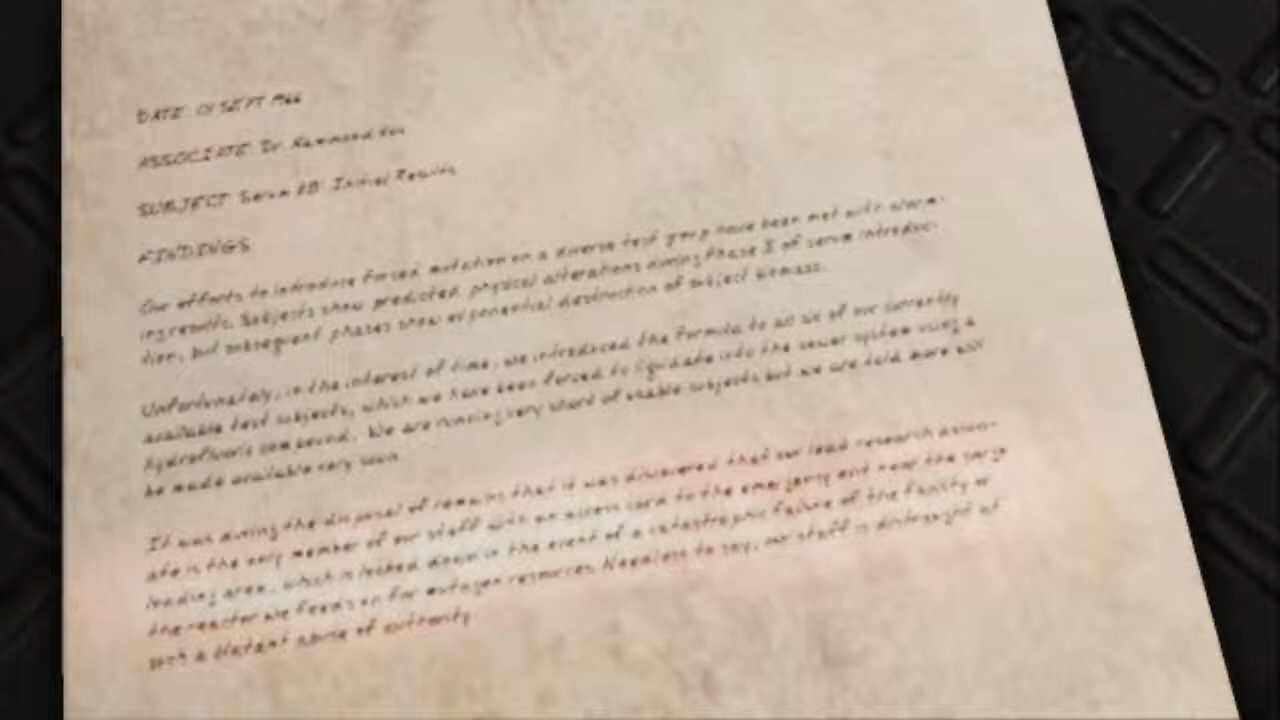 DATE: 01 SEPT 1966
ASSOCIATE: Dr.
SUBJECT: Serum Initial Results
FINDINGS
Our efforts to introduce forced mutation on a diverse test group have been met with alarm-
ing results. Subjects show predicted physical alterations during Phase I of serum introduc-
tion, but subsequent phases show exponential destruction of subject biomass.
Unfortunately, in the interest of time, we introduced the formula to all six of our currently
available test subjects, which we have been forced to liquidate into the sewer system using a
hydrofluoric compound. We are running very short of usable subjects but we are told more will
be made available very soon.
It was during the disposal of remains that it was discovered that our lead research associ-
ate is the only member of our staff with an access card to the emergency exit near the cargo
loading area, which is locked down in the event of a catastrophic failure of the facility or
the reactor we feeds on for mutagen resources. Needless to say, our staff is distraught at
such a blatant abuse of authority.